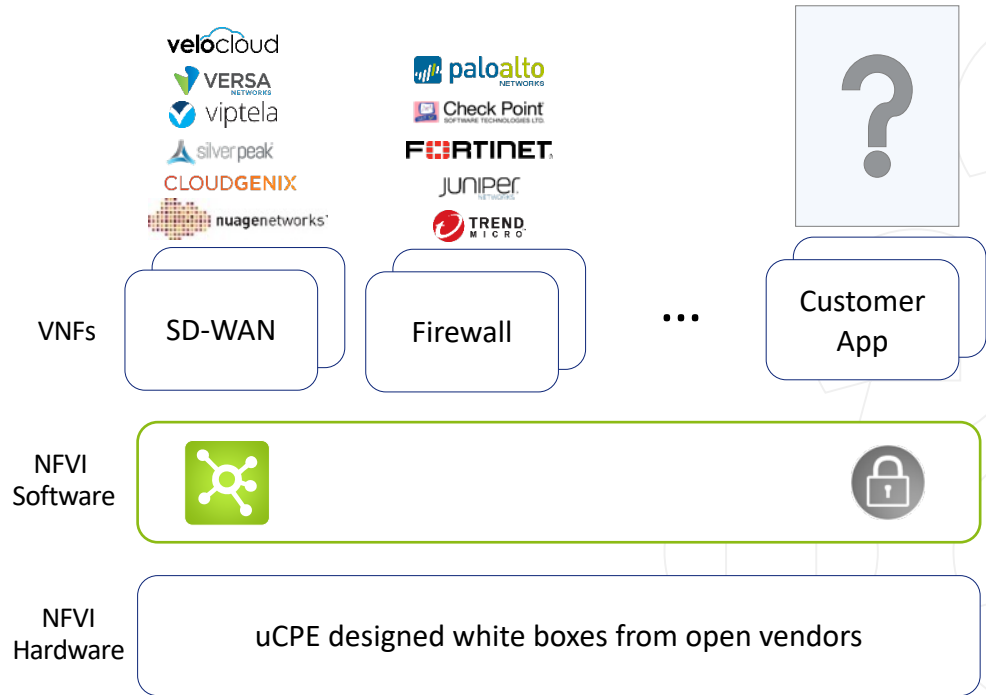 velocloud
VERSA
NETWORKS
viptela
silver peak
CLOUDGENIX
nuagenetworks
paloalto
NETWORKS
Check Point
SOFTWARE TECHNOLOGIES LTD.
FORTINET
JUNIPER
NETWORKS
TREND
MICRO
?
VNFs
SD-WAN
Firewall
...
Customer
App
NFVI
Software
NFVI
Hardware
uCPE designed white boxes from open vendors